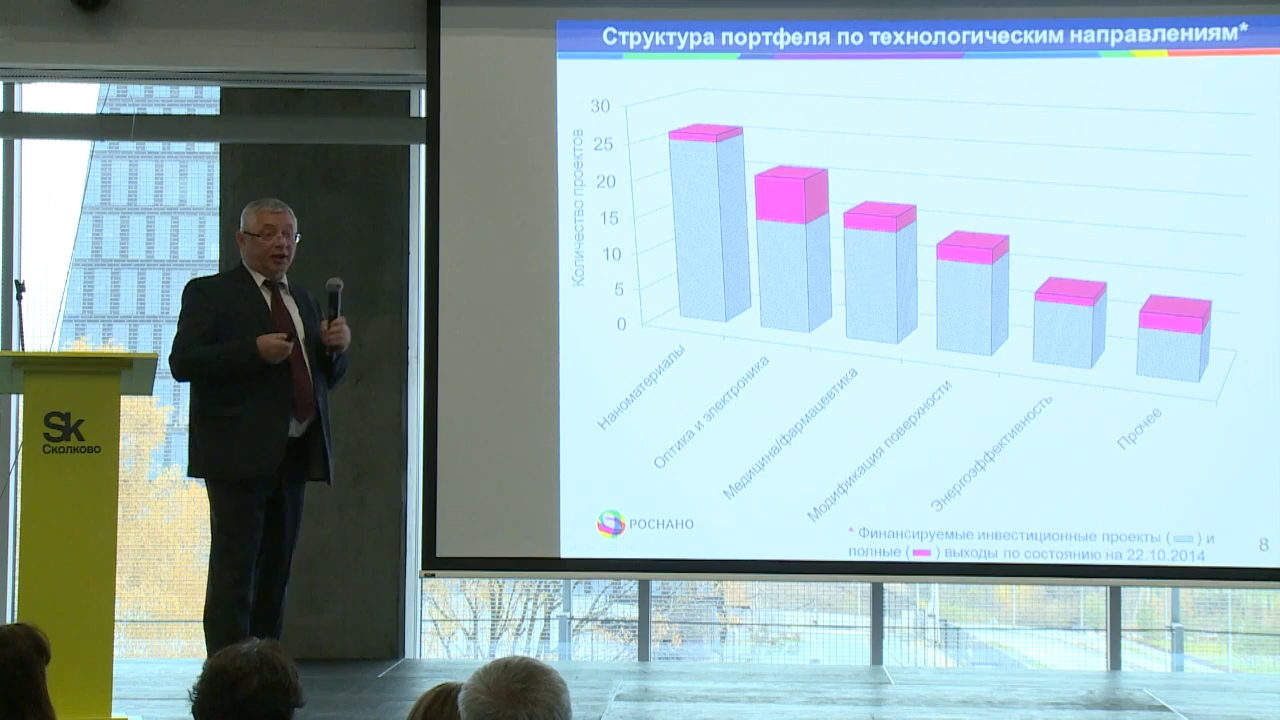 Структура портфеля по технологическим направлениям*
Количество проектов
30
25
20
15
10
5
0
Наноматериалы
Оптика и электроника
Медицина/фармацевтика
Модификация поверхности
Энергоэффективность
Прочее
РОСНАНО
* Финансируемые инвестиционные проекты ( ) и
полные ( ) выходы по состоянию на 22.10.2014
8
Sk
Сколково